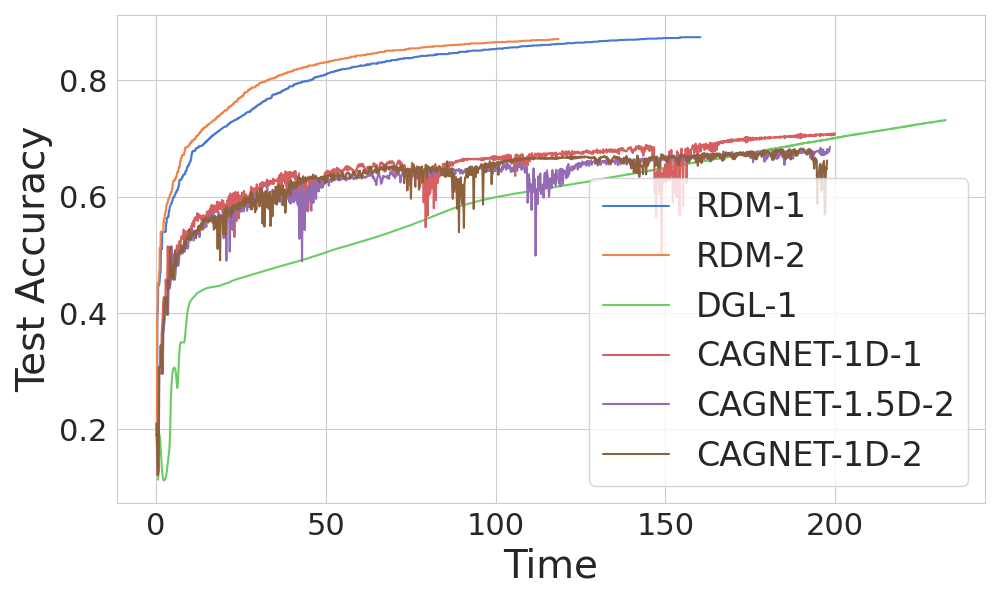 Test Accuracy
0.8
0.6
0.4
0.2
0
50
100
150
200
Time
RDM-1
RDM-2
DGL-1
CAGNET-1D-1
CAGNET-1.5D-2
CAGNET-1D-2